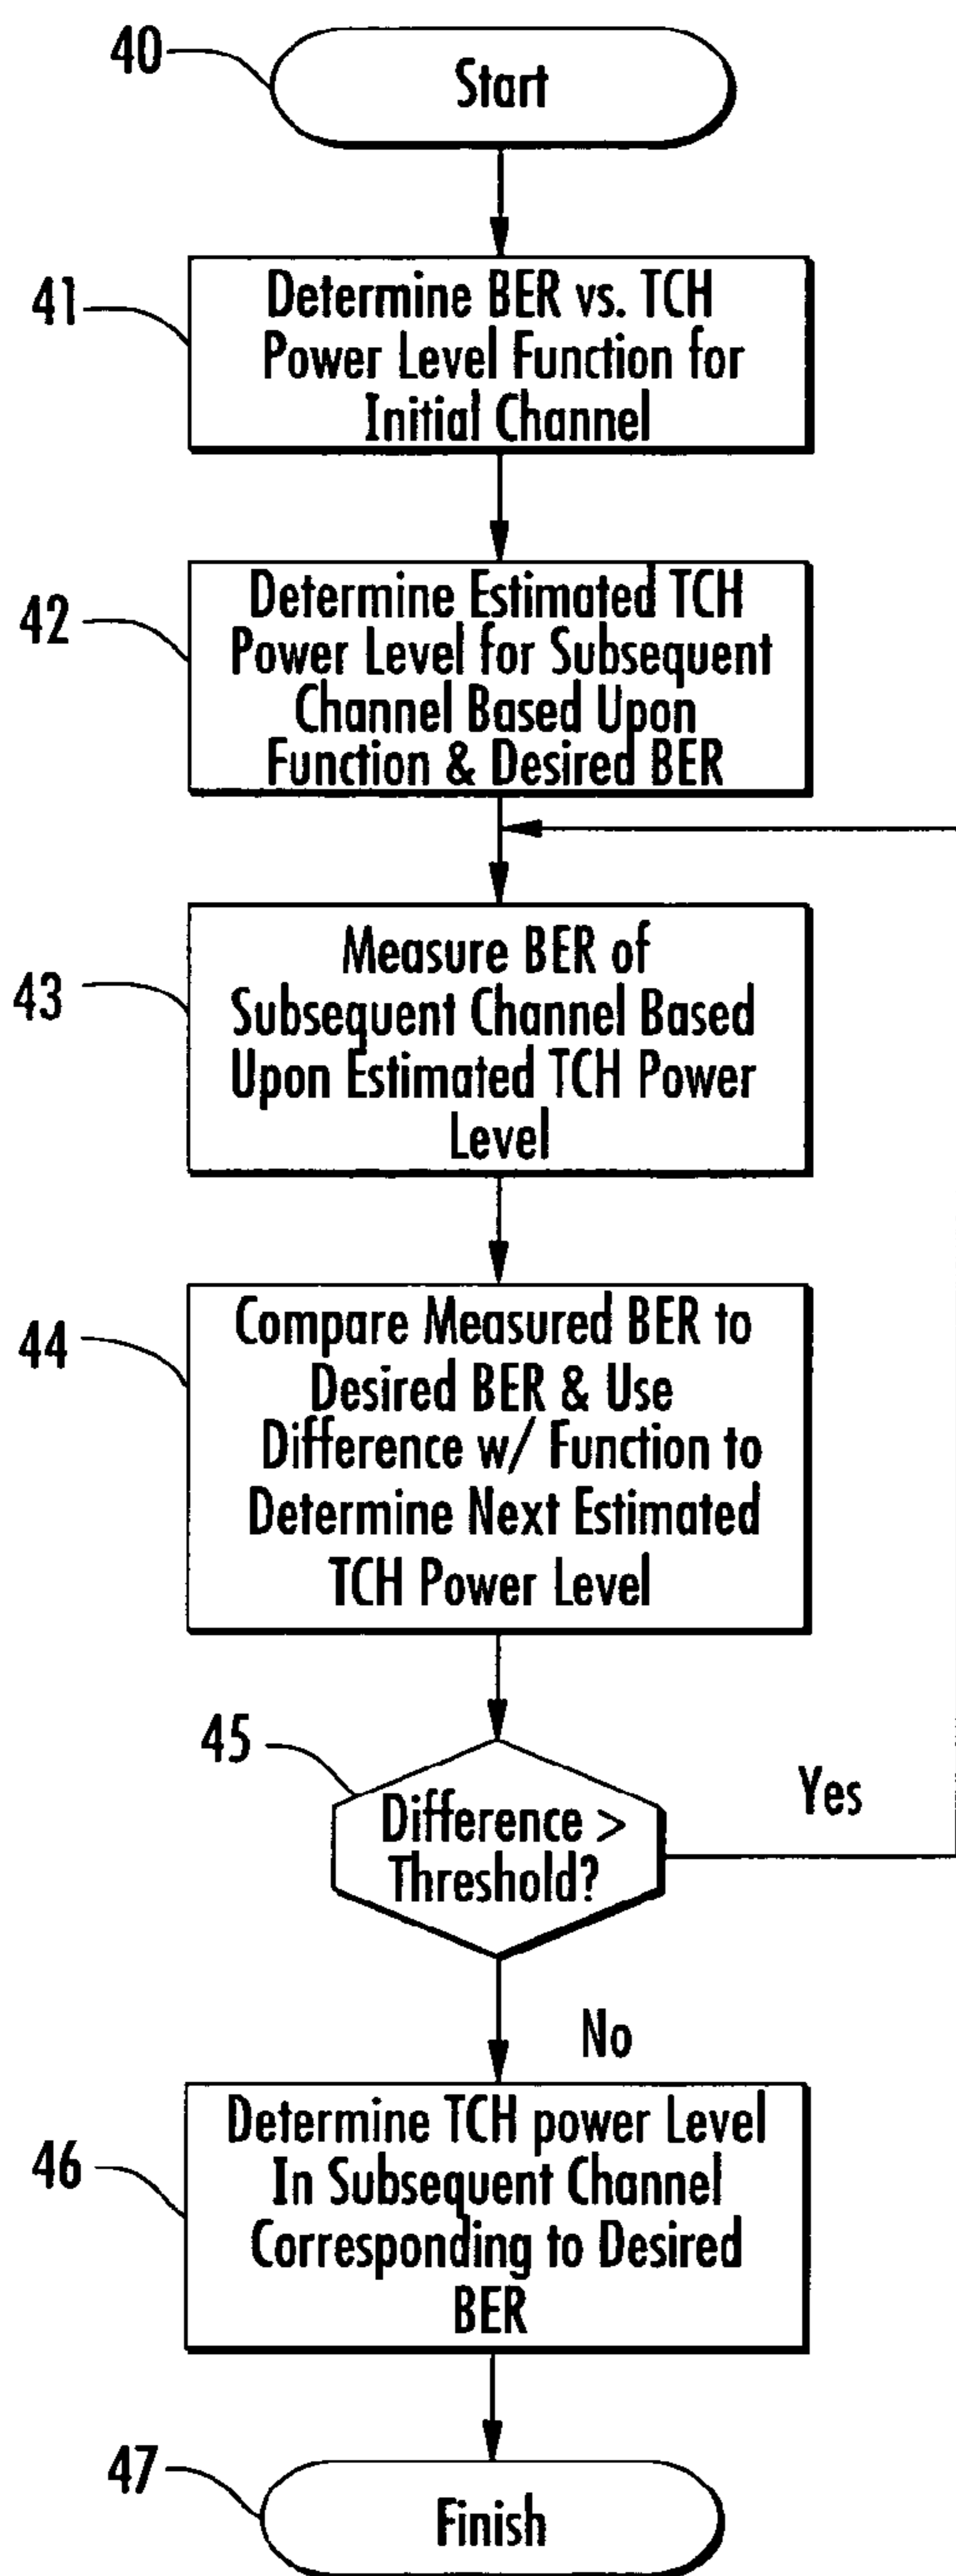 40
Start
41
Determine BER vs. TCH
Power Level Function for
Initial Channel
42
Determine Estimated TCH
Power Level for Subsequent
Channel Based Upon
Function & Desired BER
43
Measure BER of
Subsequent Channel Based
Upon Estimated TCH Power
Level
44
Compare Measured BER to
Desired BER & Use
Difference w/ Function to
Determine Next Estimated
TCH Power Level
45
Difference >
Threshold?
Yes
No
46
Determine TCH power Level
In Subsequent Channel
Corresponding to Desired
BER
47
Finish